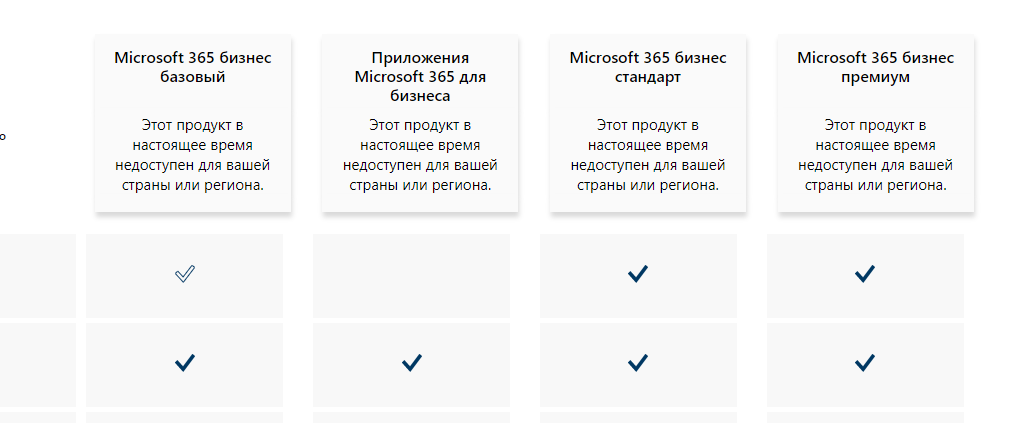 Microsoft 365 бизнес
базовый
Этот продукт в
настоящее время
недоступен для вашей
страны или региона.
Приложения
Microsoft 365 для
бизнеса
Этот продукт в
настоящее время
недоступен для вашей
страны или региона.
Microsoft 365 бизнес
стандарт
Этот продукт в
настоящее время
недоступен для вашей
страны или региона.
Microsoft 365 бизнес
премиум
Этот продукт в
настоящее время
недоступен для вашей
страны или региона.